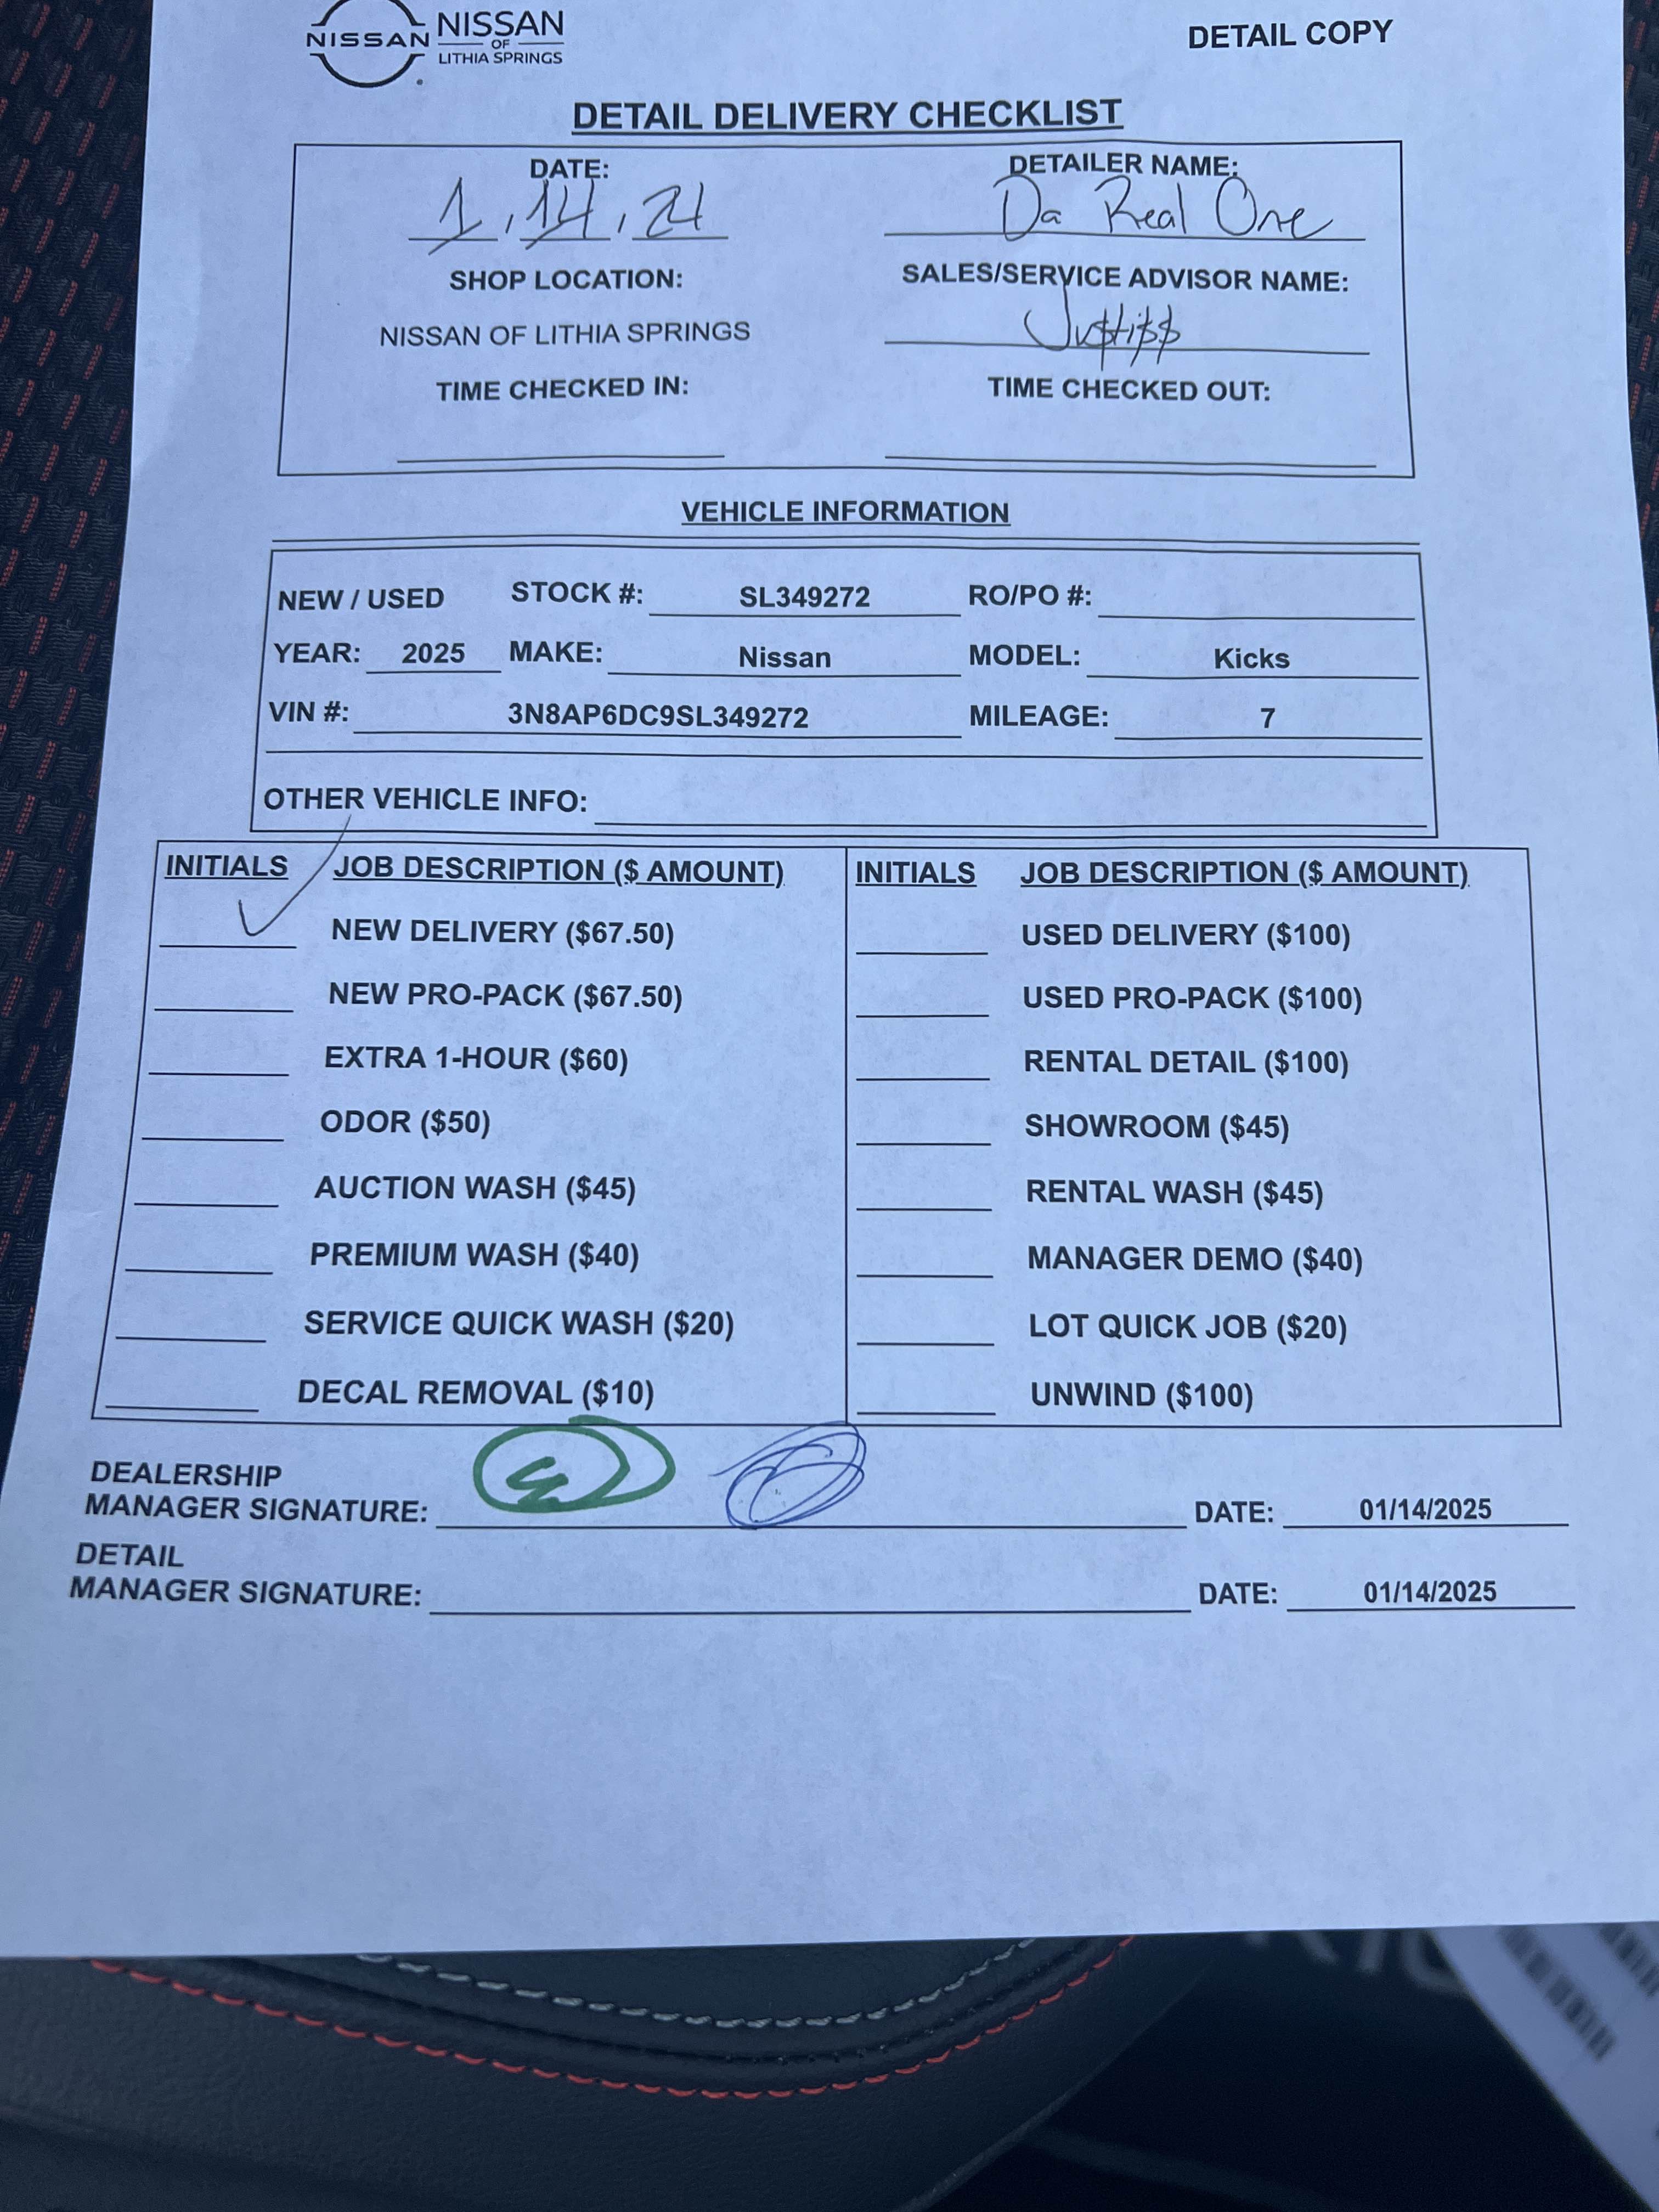 NISSAN NISSAN
OF
LITHIA SPRINGS
DETAIL COPY
DETAIL DELIVERY CHECKLIST
DATE: DETAILER NAME:
1, 14, 21 Da Real One
SHOP LOCATION: SALES/SERVICE ADVISOR NAME:
NISSAN OF LITHIA SPRINGS Ju$ti$$
TIME CHECKED IN: TIME CHECKED OUT:
VEHICLE INFORMATION
NEW / USED STOCK #: SL349272 RO/PO #:
YEAR: 2025 MAKE: Nissan MODEL: Kicks
VIN #: 3N8AP6DC9SL349272 MILEAGE: 7
OTHER VEHICLE INFO:
INITIALS JOB DESCRIPTION ($ AMOUNT) INITIALS JOB DESCRIPTION ($ AMOUNT)
NEW DELIVERY ($67.50) USED DELIVERY ($100)
NEW PRO-PACK ($67.50) USED PRO-PACK ($100)
EXTRA 1-HOUR ($60) RENTAL DETAIL ($100)
ODOR ($50) SHOWROOM ($45)
AUCTION WASH ($45) RENTAL WASH ($45)
PREMIUM WASH ($40) MANAGER DEMO ($40)
SERVICE QUICK WASH ($20) LOT QUICK JOB ($20)
DECAL REMOVAL ($10) UNWIND ($100)
DEALERSHIP
MANAGER SIGNATURE: DATE: 01/14/2025
DETAIL
MANAGER SIGNATURE: DATE: 01/14/2025